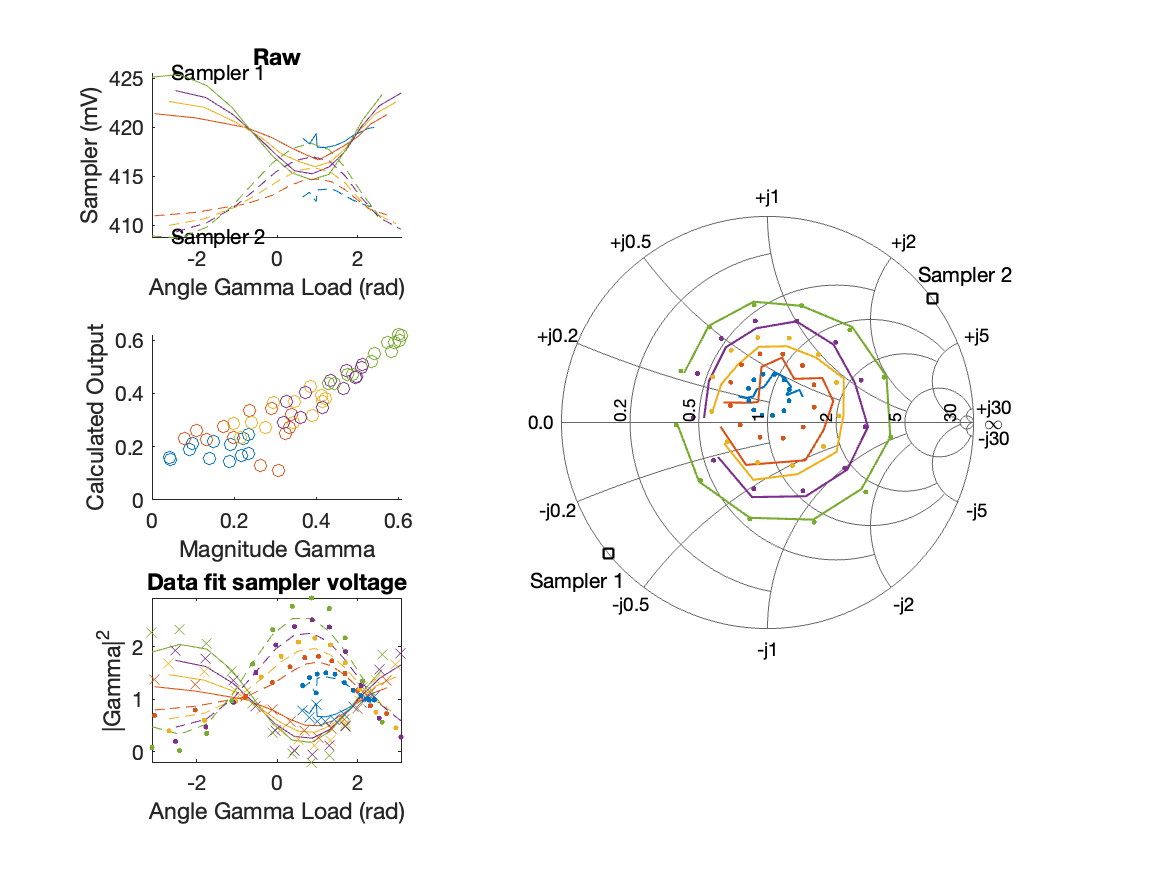 Raw
Sampler 1
425
420
415
410
Sampler (mV)
Sampler 2
-2
0
2
Angle Gamma Load (rad)
0.6
0.4
0.2
0
Calculated Output
0
0.2
0.4
0.6
Magnitude Gamma
Data fit sampler voltage
2
1
0
|Gamma|²
-2
0
2
Angle Gamma Load (rad)
+j1
+j0.5
+j2
Sampler 2
+j0.2
+j5
0.0
0.2
0.5
1
2
5
30
+j30
∞
-j30
-j0.2
-j5
Sampler 1
-j0.5
-j2
-j1